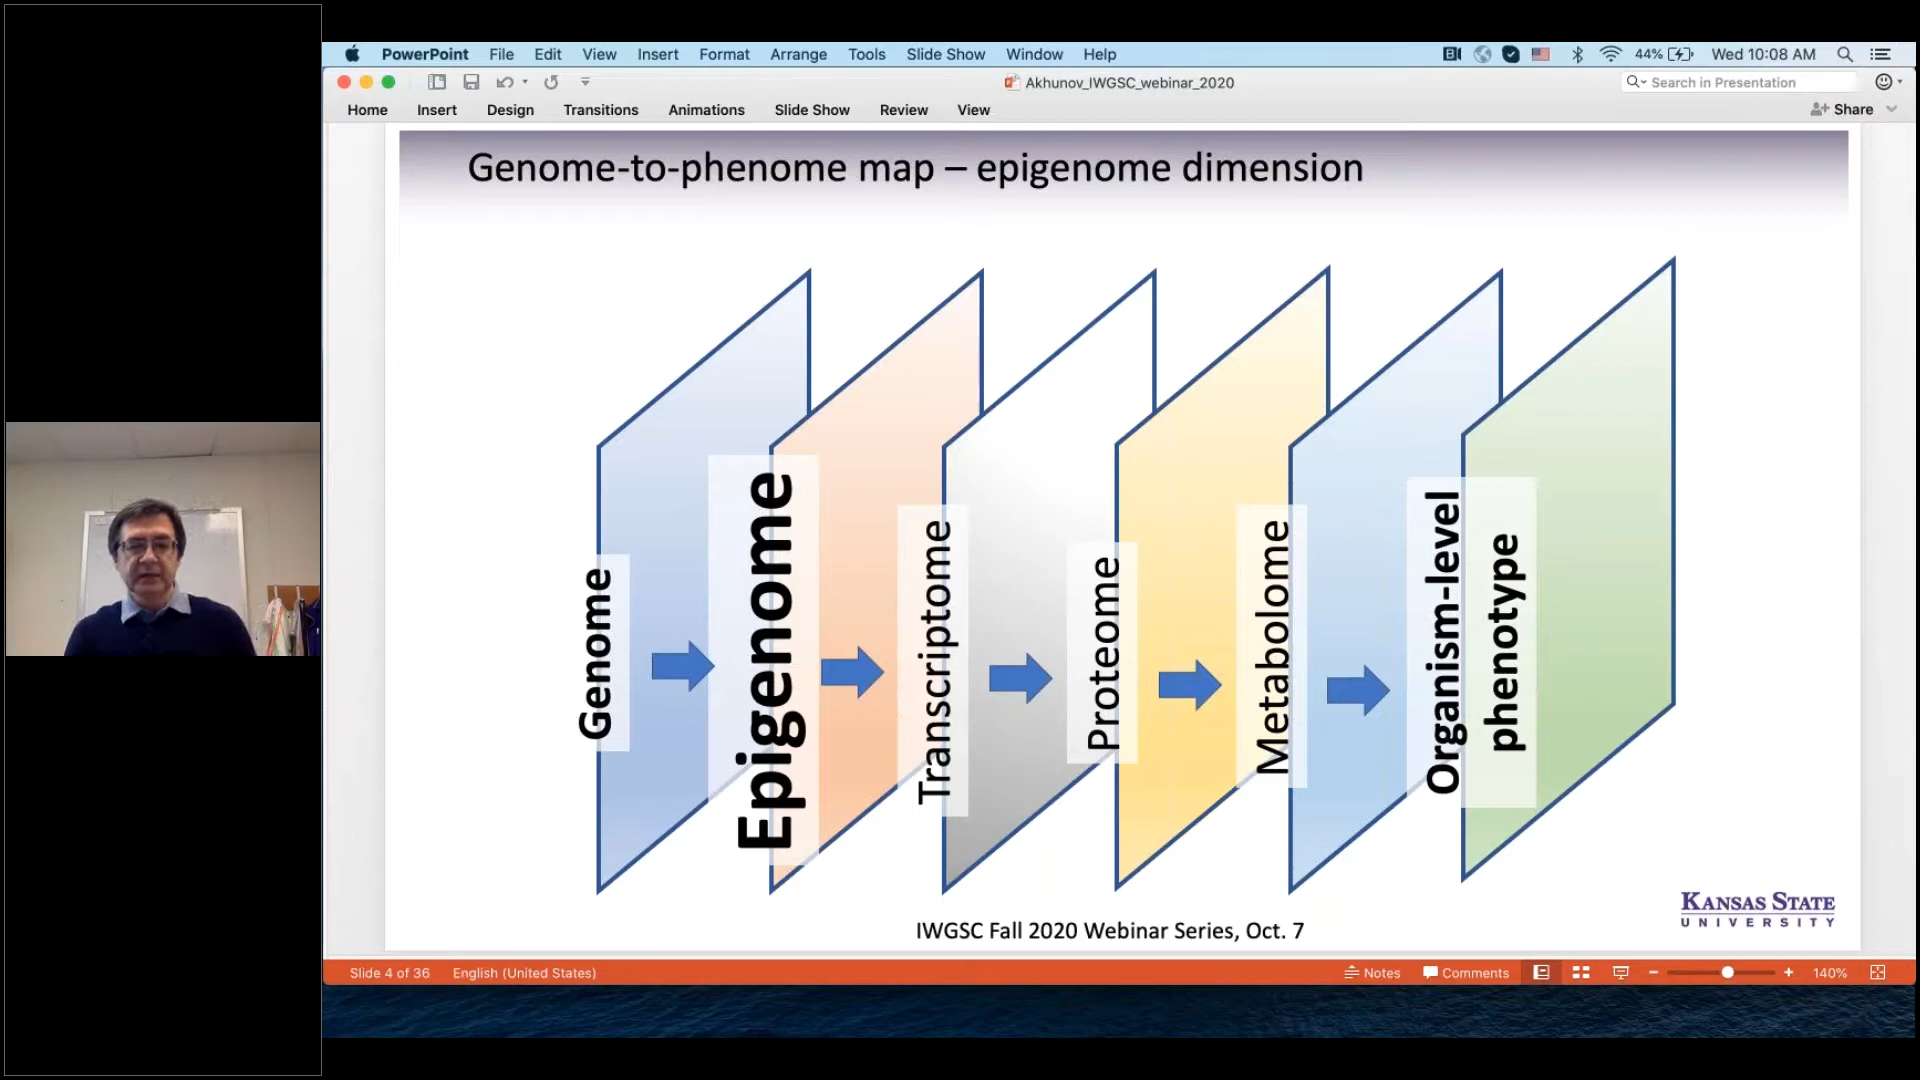 PowerPoint File Edit View Insert Format Arrange Tools Slide Show Window Help 44% Wed 10:08 AM
Akhunov_IWGSC_webinar_2020 Search in Presentation
Home Insert Design Transitions Animations Slide Show Review View Share
Genome-to-phenome map – epigenome dimension
Genome
Epigenome
Transcriptome
Proteome
Metabolome
Organism-level
phenotype
KANSAS STATE
UNIVERSITY
IWGSC Fall 2020 Webinar Series, Oct. 7
Slide 4 of 36 English (United States) Notes Comments 140%